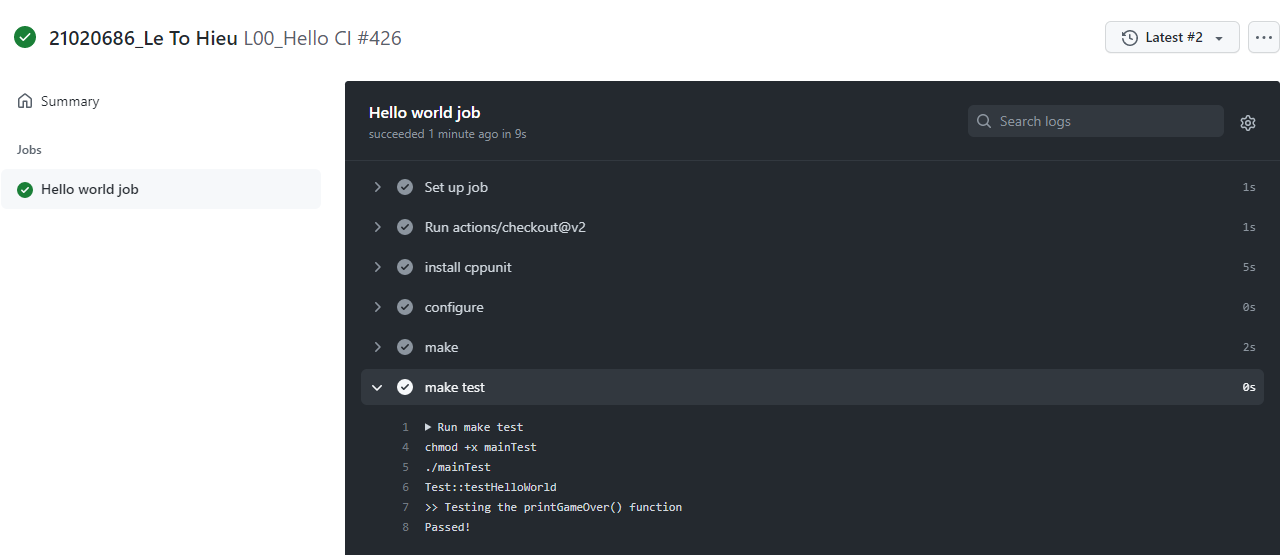 21020686_Le To Hieu L00_Hello CI #426
Latest #2
Summary
Jobs
Hello world job
Hello world job
succeeded 1 minute ago in 9s
Search logs
Set up job 1s
Run actions/checkout@v2 1s
install cppunit 5s
configure 0s
make 2s
make test 0s
1 Run make test
4 chmod +x mainTest
5 ./mainTest
6 Test::testHelloWorld
7 >> Testing the printGameOver() function
8 Passed!